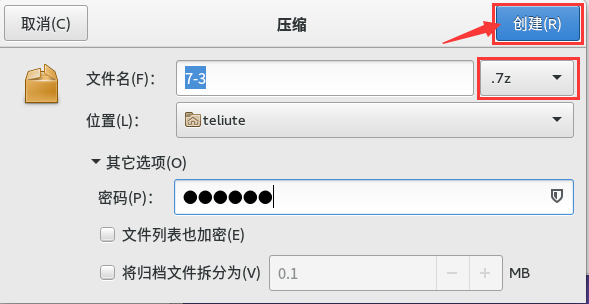 取消(C) 压缩 创建(R)
文件名(F)： 7-3 .7z
位置(L)： teliute
其它选项(O)
密码(P)： ●●●●●●
文件列表也加密(E)
将归档文件拆分为(V) 0.1 − + MB